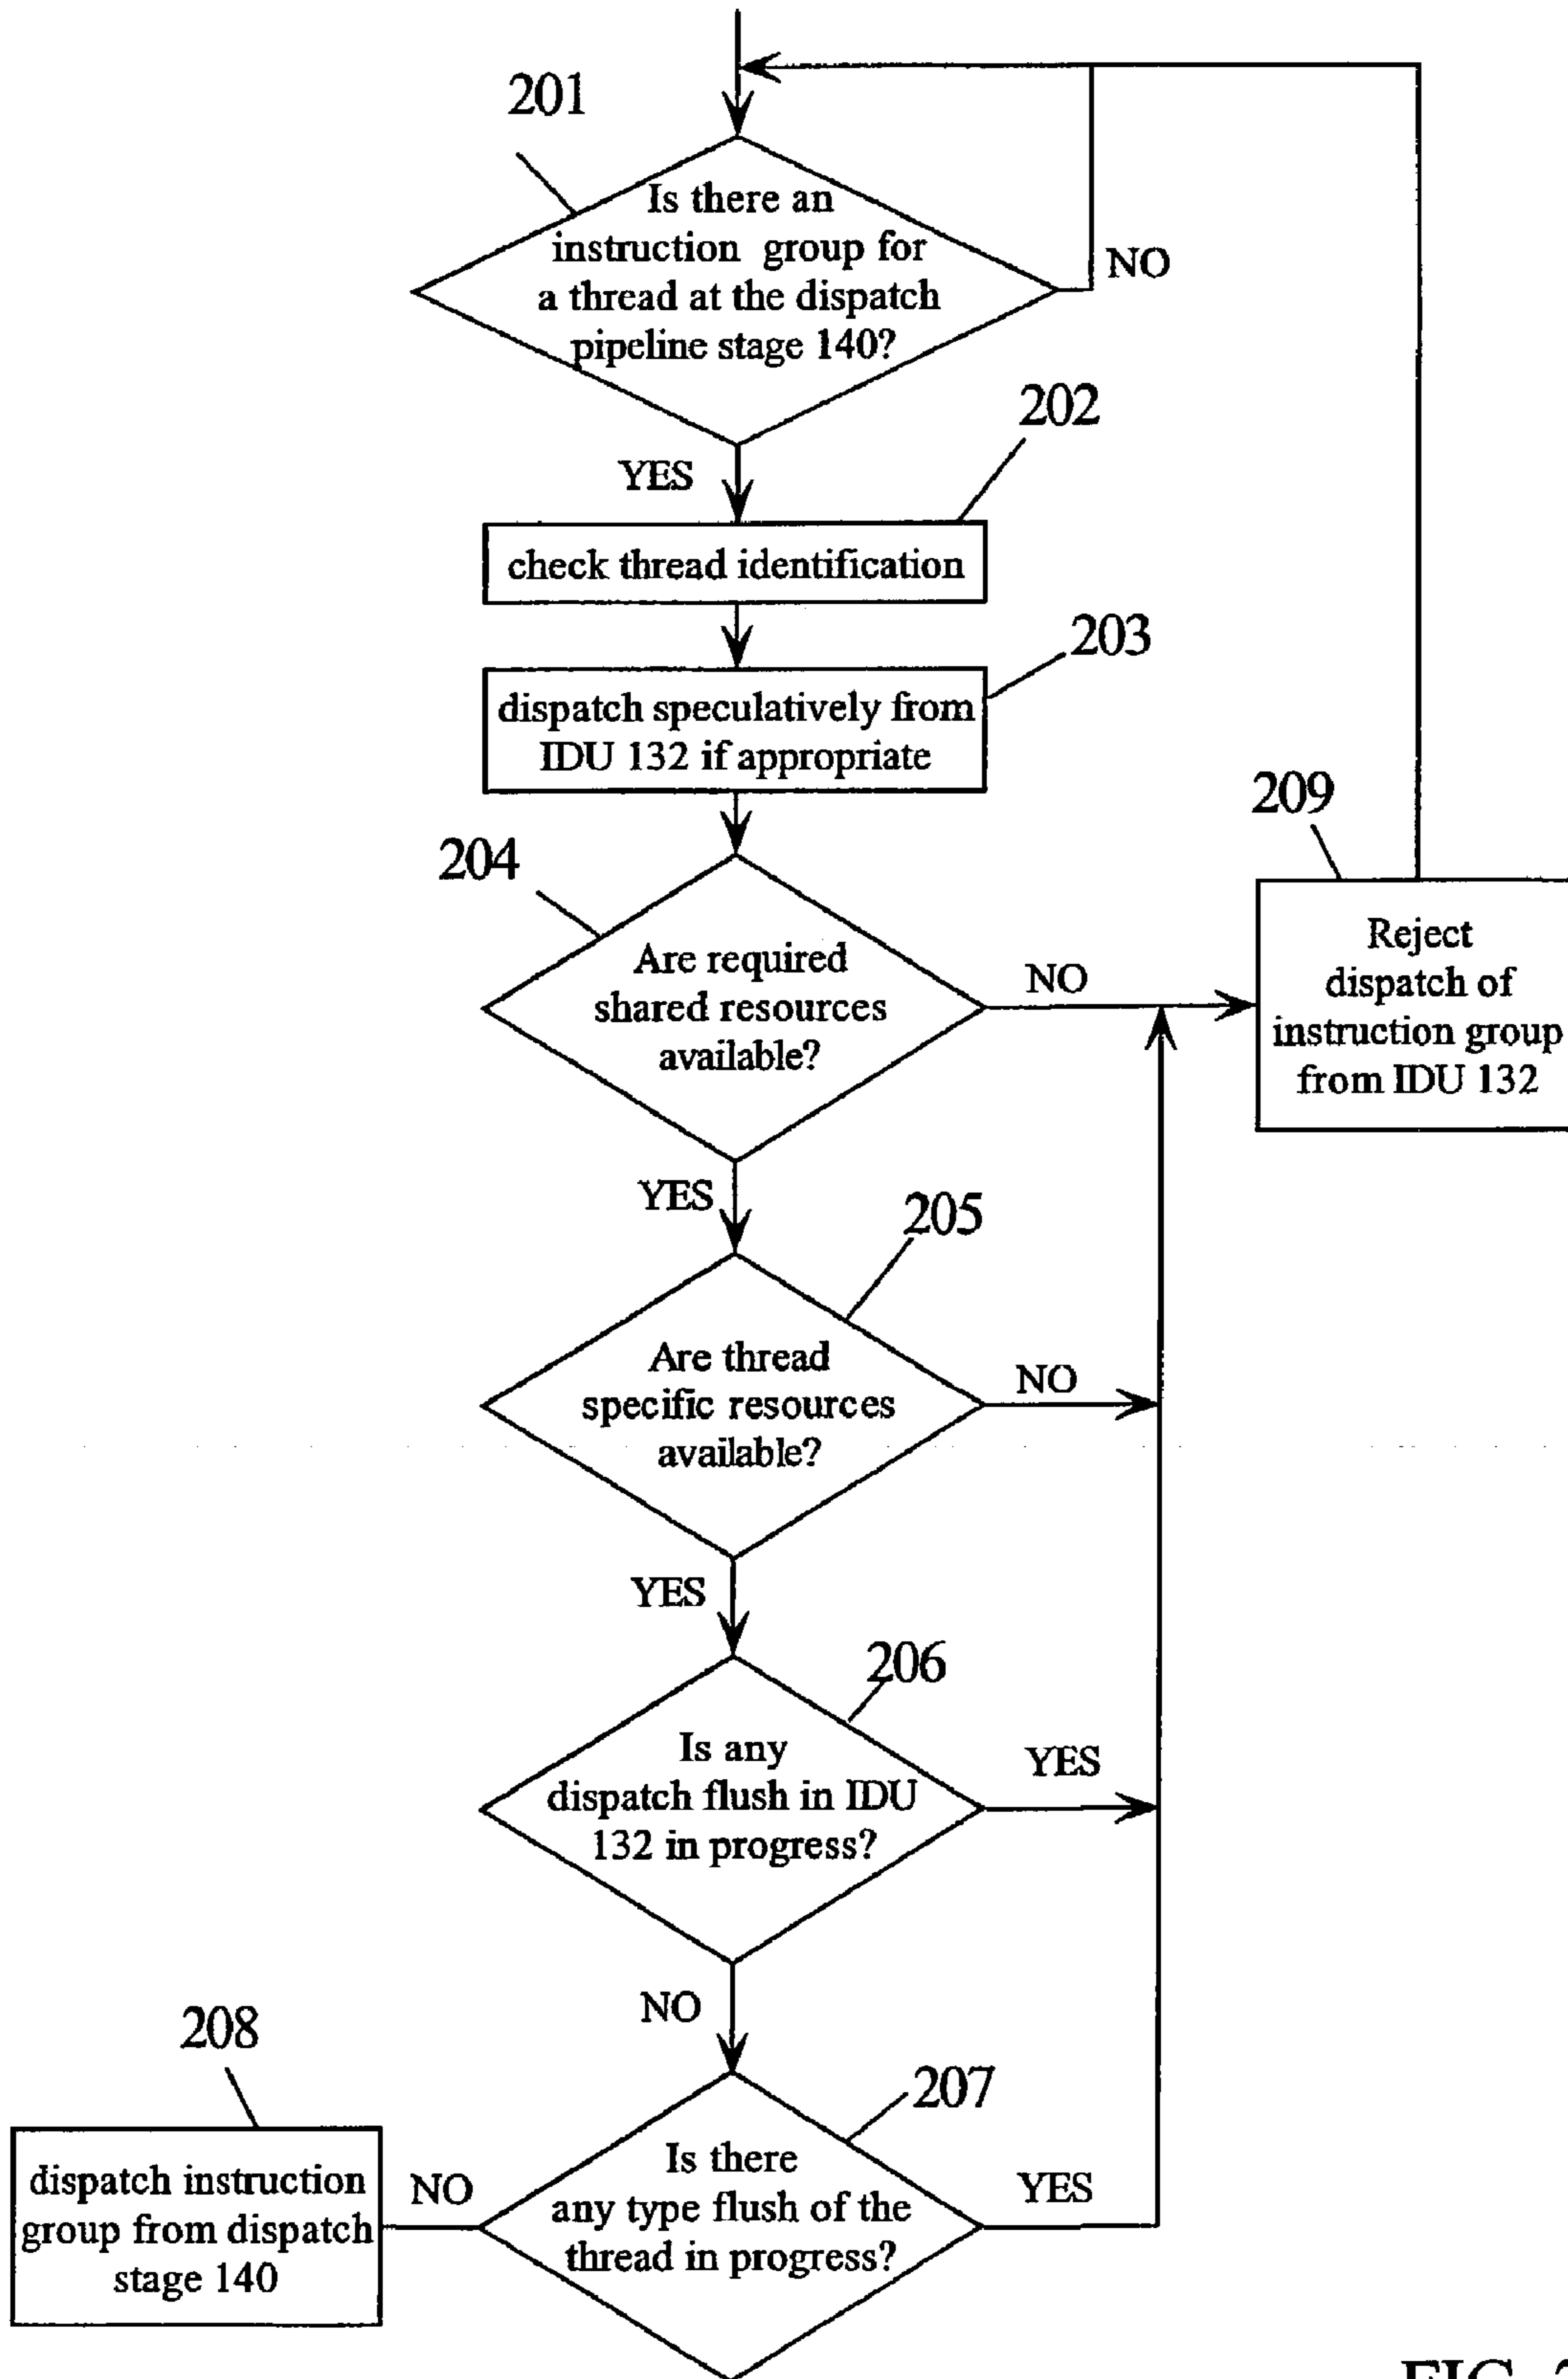 201
Is there an
instruction group for
a thread at the dispatch
pipeline stage 140?
NO
YES
202
check thread identification
203
dispatch speculatively from
IDU 132 if appropriate
204
Are required
shared resources
available?
NO
209
Reject
dispatch of
instruction group
from IDU 132
YES
205
Are thread
specific resources
available?
NO
YES
206
Is any
dispatch flush in IDU
132 in progress?
YES
NO
208
dispatch instruction
group from dispatch
stage 140
NO
207
Is there
any type flush of the
thread in progress?
YES
FIG.